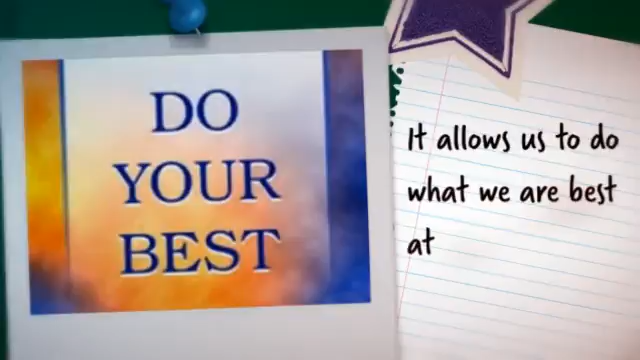 DO
YOUR
BEST
It allows us to do
what we are best
at